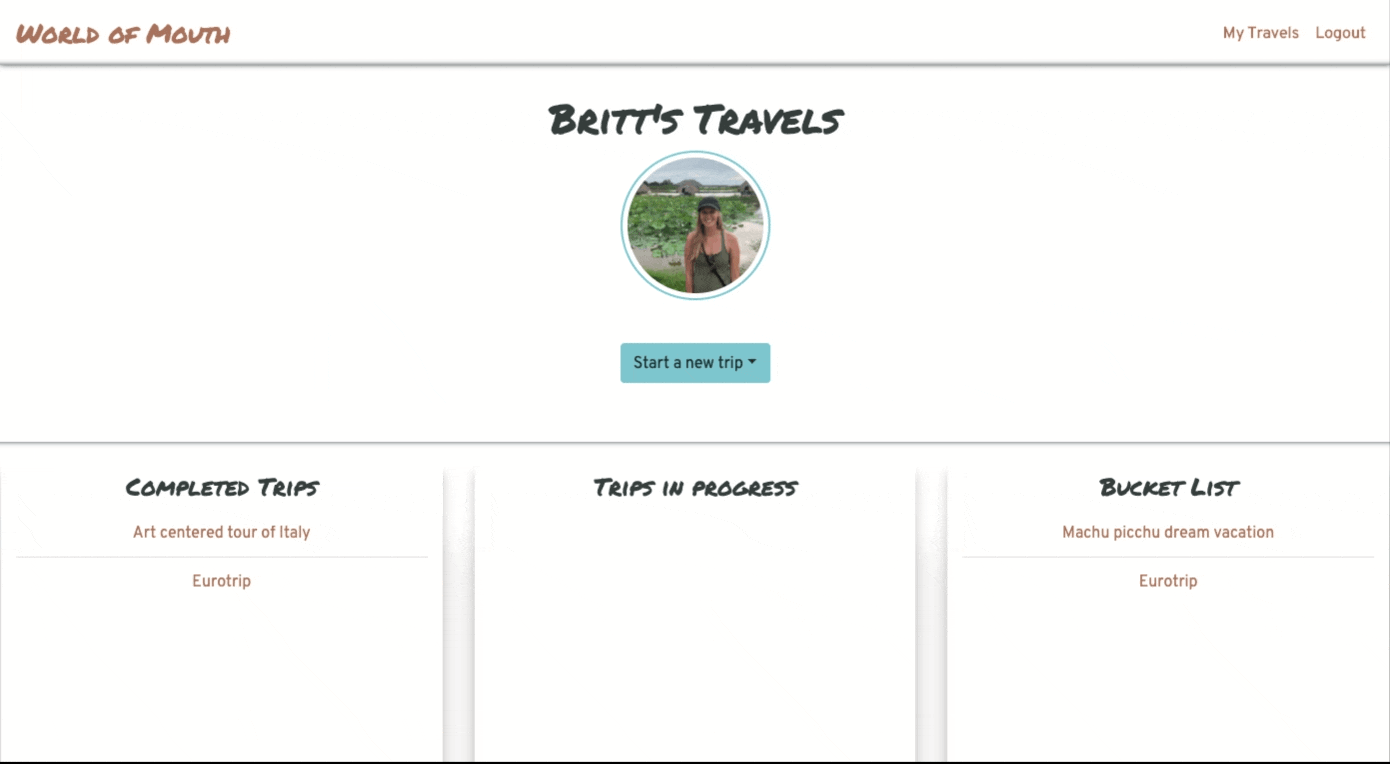 World of Mouth
My Travels Logout
Britt's Travels
Start a new trip
Completed Trips
Art centered tour of Italy
Eurotrip
Trips in progress
Bucket List
Machu picchu dream vacation
Eurotrip